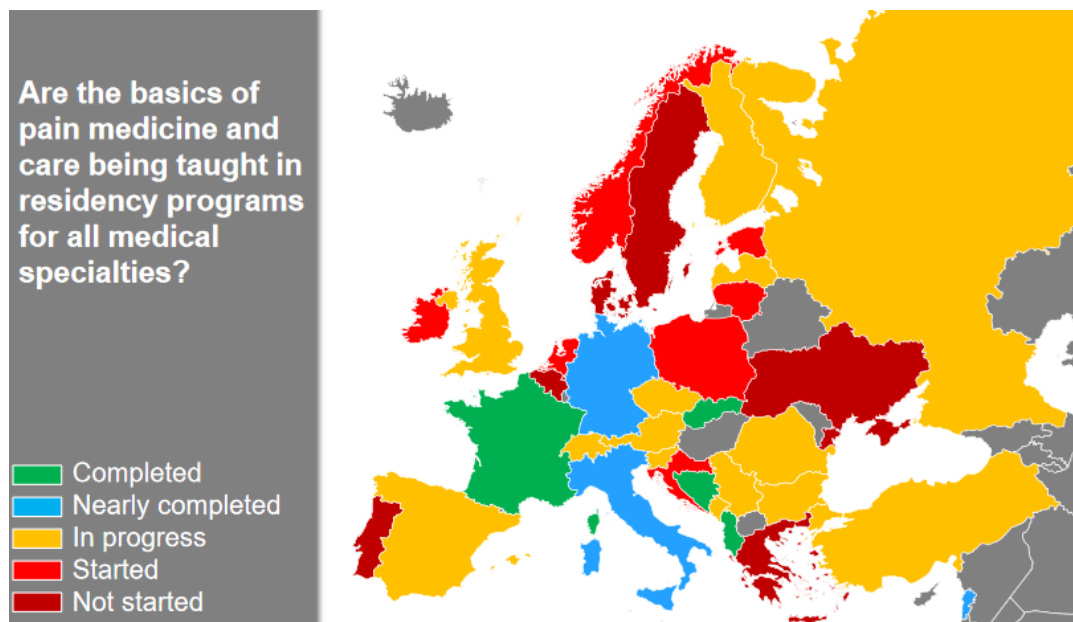 Are the basics of
pain medicine and
care being taught in
residency programs
for all medical
specialties?
Completed
Nearly completed
In progress
Started
Not started